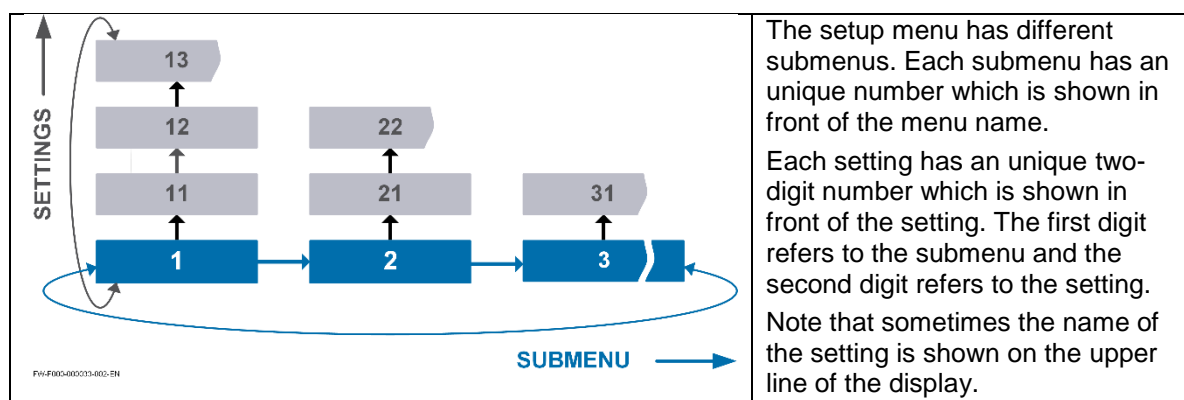 SETTINGS
13
12
22
11
21
31
1
2
3
SUBMENU
FW-F000-000033-002-EN
The setup menu has different
submenus. Each submenu has an
unique number which is shown in
front of the menu name.
Each setting has an unique two-
digit number which is shown in
front of the setting. The first digit
refers to the submenu and the
second digit refers to the setting.
Note that sometimes the name of
the setting is shown on the upper
line of the display.